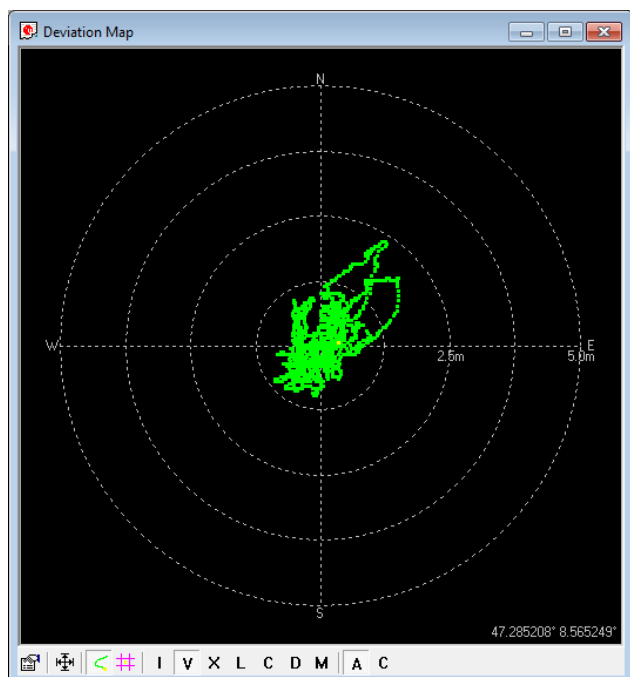 Deviation Map
N
W
E
2.5m
5.0m
S
47.285208° 8.565249°
I V X L C D M A C